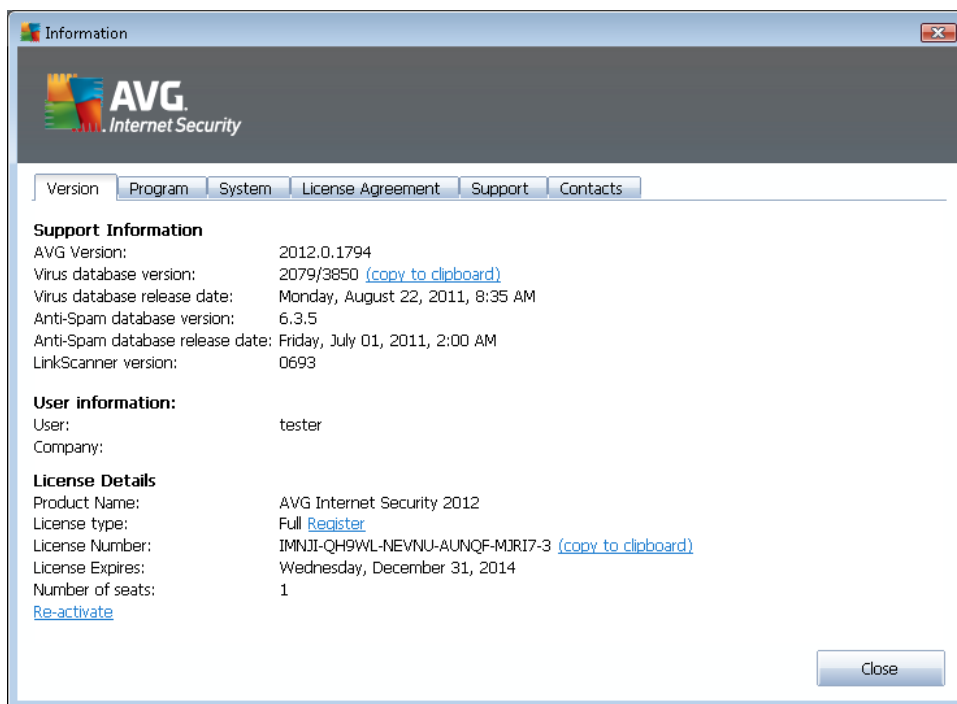 Information
AVG.
Internet Security
Version Program System License Agreement Support Contacts
Support Information
AVG Version: 2012.0.1794
Virus database version: 2079/3850 (copy to clipboard)
Virus database release date: Monday, August 22, 2011, 8:35 AM
Anti-Spam database version: 6.3.5
Anti-Spam database release date: Friday, July 01, 2011, 2:00 AM
LinkScanner version: 0693
User information:
User: tester
Company:
License Details
Product Name: AVG Internet Security 2012
License type: Full Register
License Number: IMNJI-QH9WL-NEVNU-AUNQF-MJRI7-3 (copy to clipboard)
License Expires: Wednesday, December 31, 2014
Number of seats: 1
Re-activate
Close